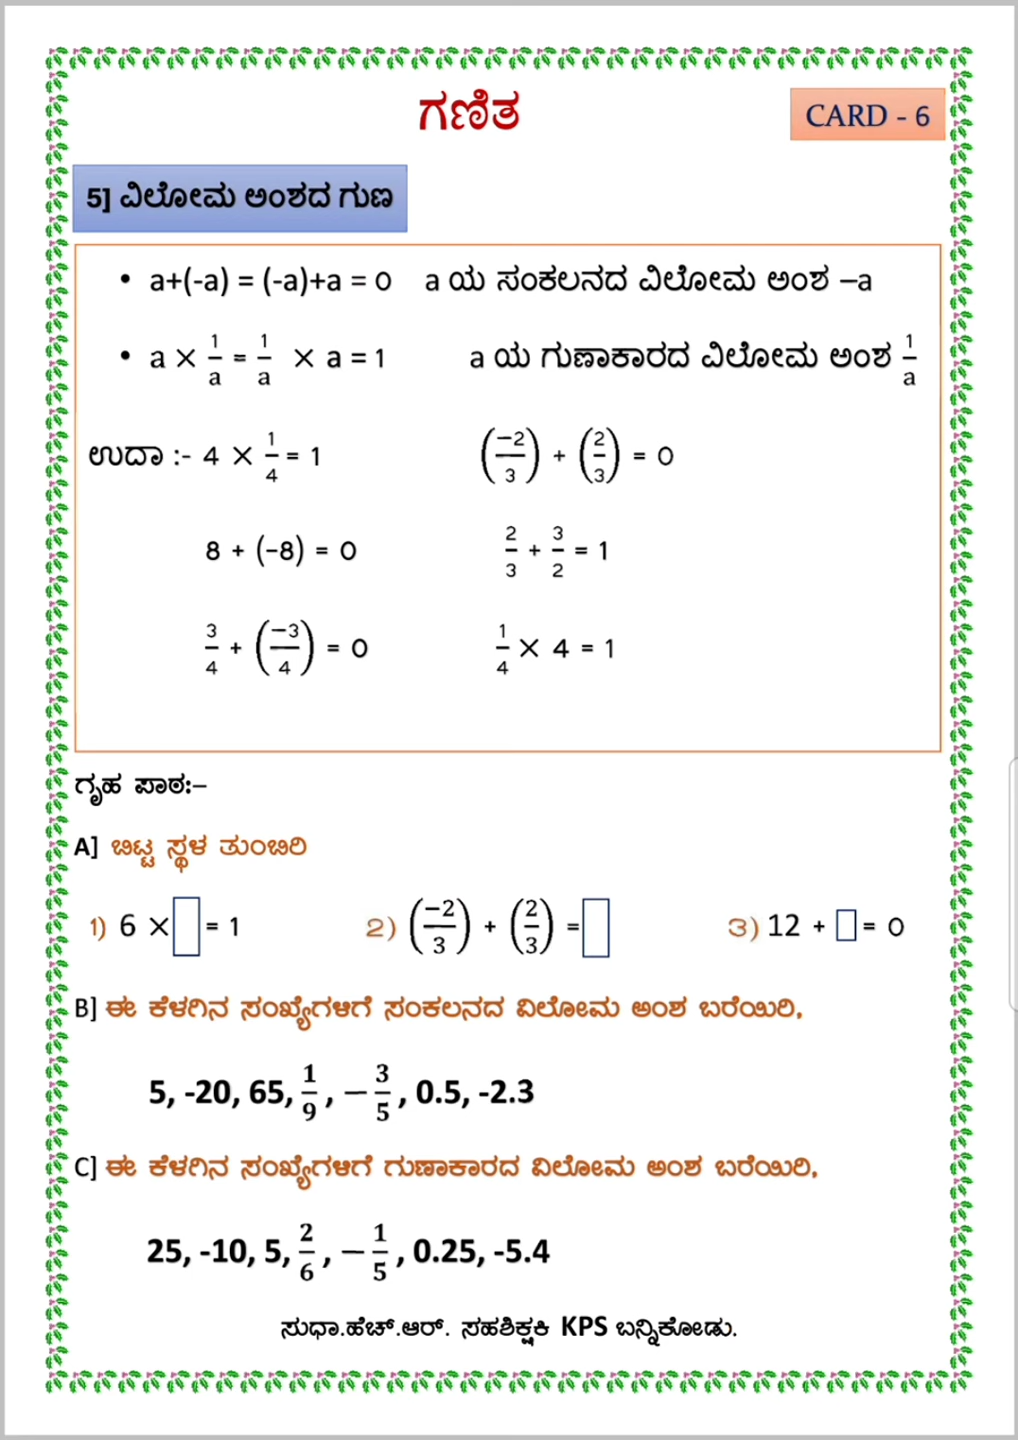 ಗಣಿತ
CARD - 6
5] ವಿಲೋಮ ಅಂಶದ ಗುಣ
• a+(-a) = (-a)+a = 0 a ಯ ಸಂಕಲನದ ವಿಲೋಮ ಅಂಶ –a
• a × 1/a = 1/a × a = 1 a ಯ ಗುಣಾಕಾರದ ವಿಲೋಮ ಅಂಶ 1/a
ಉದಾ :- 4 × 1/4 = 1 (−2/3) + (2/3) = 0
8 + (−8) = 0 2/3 + 3/2 = 1
3/4 + (−3/4) = 0 1/4 × 4 = 1
ಗೃಹ ಪಾಠ:–
A] ಬಿಟ್ಟ ಸ್ಥಳ ತುಂಬಿರಿ
1) 6 × □ = 1 2) (−2/3) + (2/3) = □ 3) 12 + □ = 0
B] ಈ ಕೆಳಗಿನ ಸಂಖ್ಯೆಗಳಿಗೆ ಸಂಕಲನದ ವಿಲೋಮ ಅಂಶ ಬರೆಯಿರಿ.
5, -20, 65, 1/9, −3/5, 0.5, -2.3
C] ಈ ಕೆಳಗಿನ ಸಂಖ್ಯೆಗಳಿಗೆ ಗುಣಾಕಾರದ ವಿಲೋಮ ಅಂಶ ಬರೆಯಿರಿ.
25, -10, 5, 2/6, −1/5, 0.25, -5.4
ಸುಧಾ.ಹೆಚ್.ಆರ್. ಸಹಶಿಕ್ಷಕಿ KPS ಬನ್ನಿಕೋಡು.